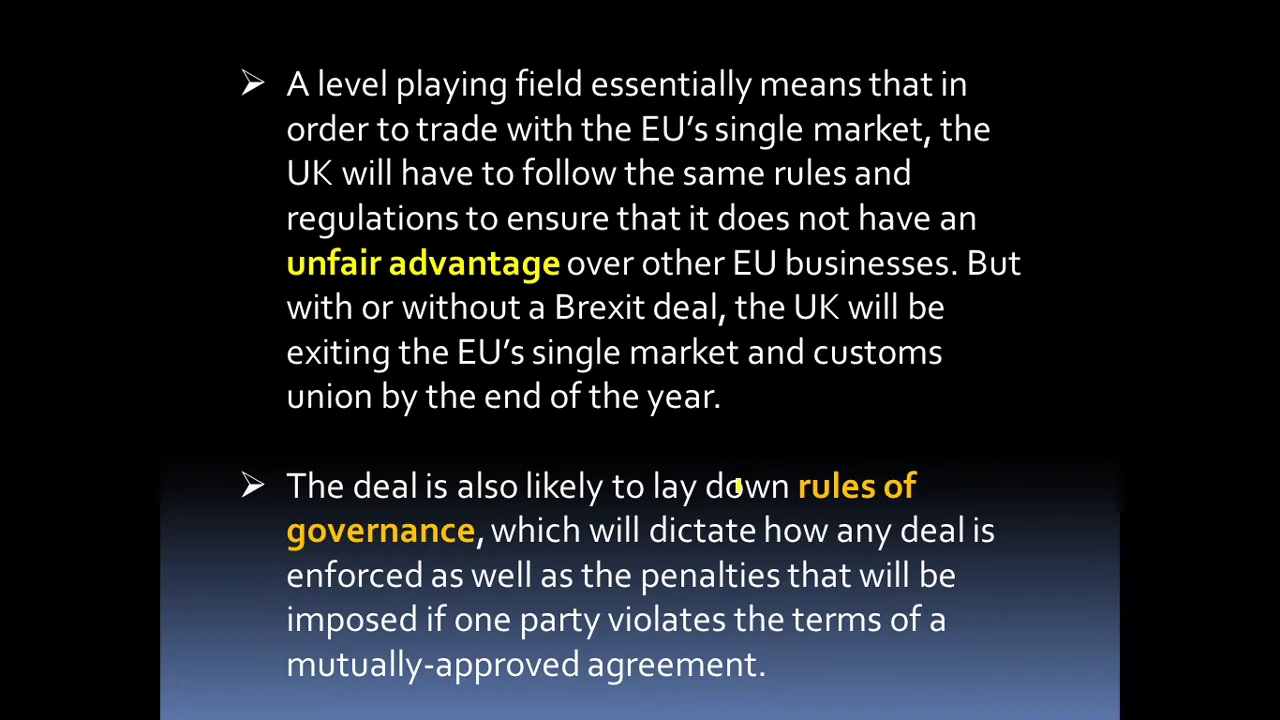 ➢ A level playing field essentially means that in
order to trade with the EU’s single market, the
UK will have to follow the same rules and
regulations to ensure that it does not have an
unfair advantage over other EU businesses. But
with or without a Brexit deal, the UK will be
exiting the EU’s single market and customs
union by the end of the year.
➢ The deal is also likely to lay down rules of
governance, which will dictate how any deal is
enforced as well as the penalties that will be
imposed if one party violates the terms of a
mutually-approved agreement.